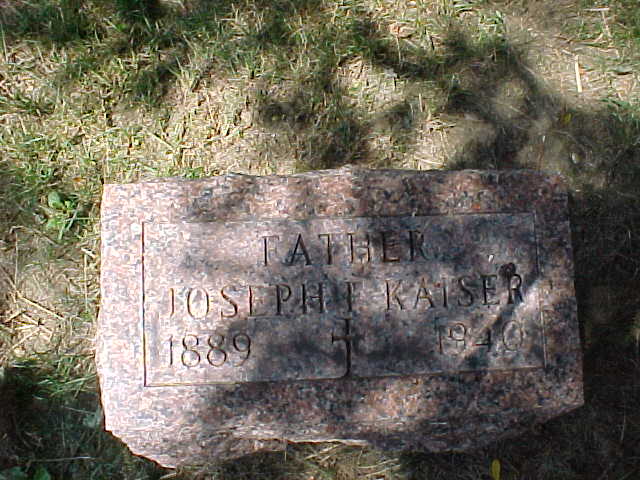 FATHER
JOSEPH F KAISER
1889 1940